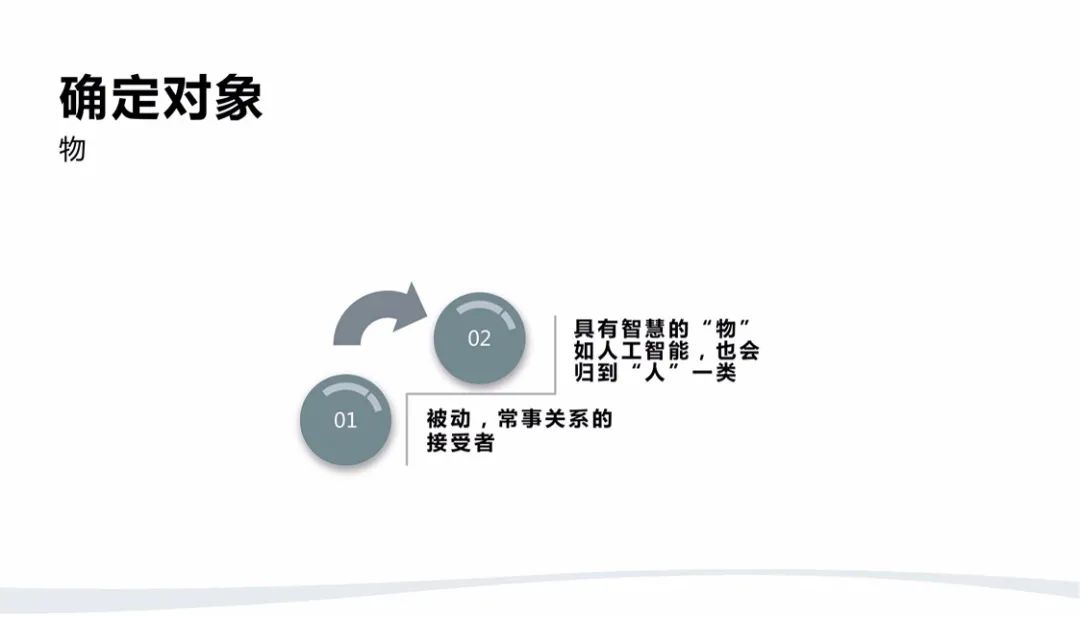 确定对象
物
02
具有智慧的“物”
如人工智能，也会
归到“人”一类
01
被动，常事关系的
接受者